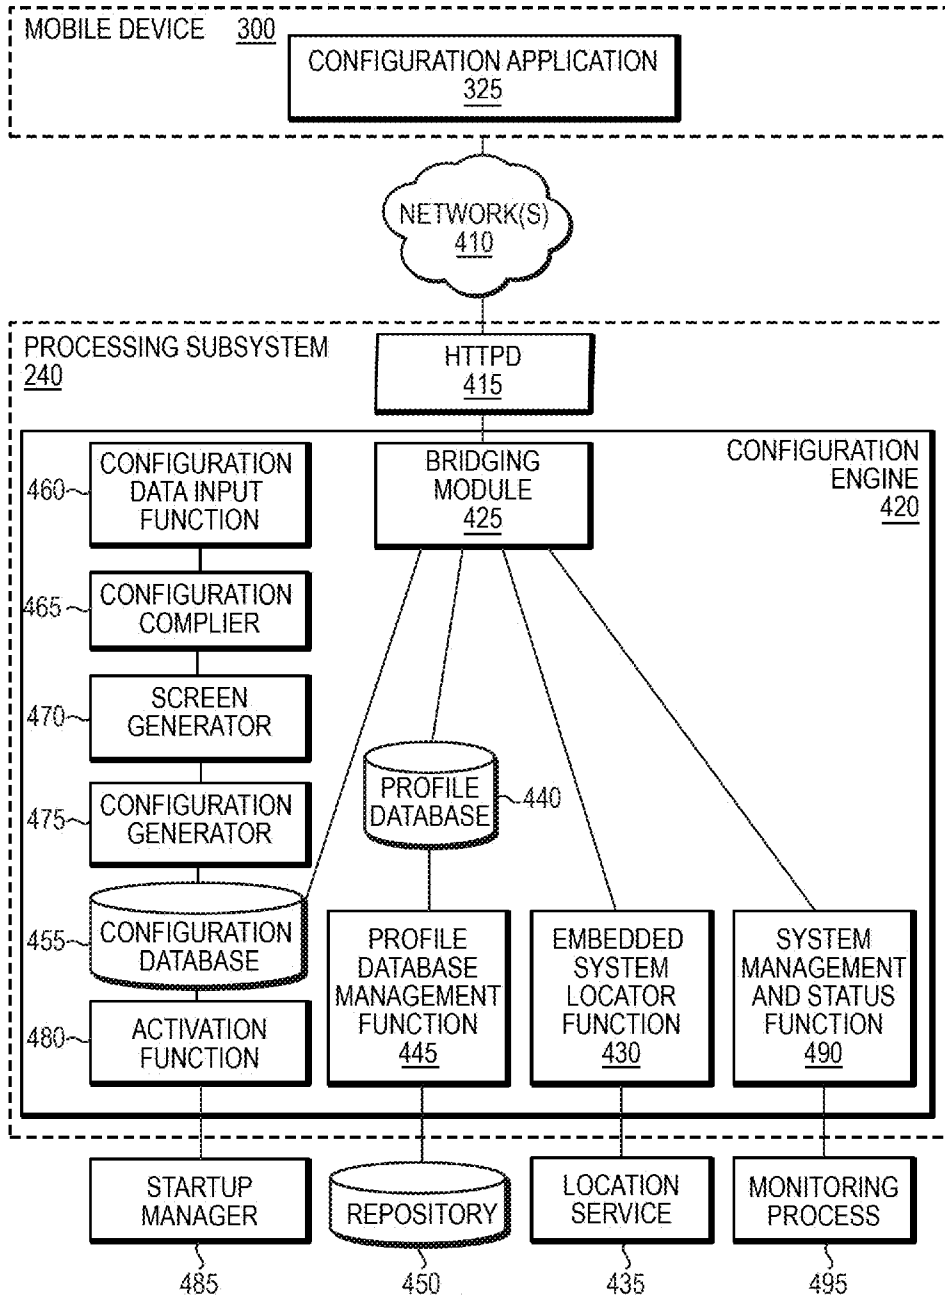 MOBILE DEVICE 300
CONFIGURATION APPLICATION
325
NETWORK(S)
410
PROCESSING SUBSYSTEM
240
HTTPD
415
CONFIGURATION
ENGINE
420
BRIDGING
MODULE
425
460
CONFIGURATION
DATA INPUT
FUNCTION
465
CONFIGURATION
COMPLIER
470
SCREEN
GENERATOR
475
CONFIGURATION
GENERATOR
PROFILE
DATABASE
440
455
CONFIGURATION
DATABASE
480
ACTIVATION
FUNCTION
PROFILE
DATABASE
MANAGEMENT
FUNCTION
445
EMBEDDED
SYSTEM
LOCATOR
FUNCTION
430
SYSTEM
MANAGEMENT
AND STATUS
FUNCTION
490
STARTUP
MANAGER
485
REPOSITORY
450
LOCATION
SERVICE
435
MONITORING
PROCESS
495